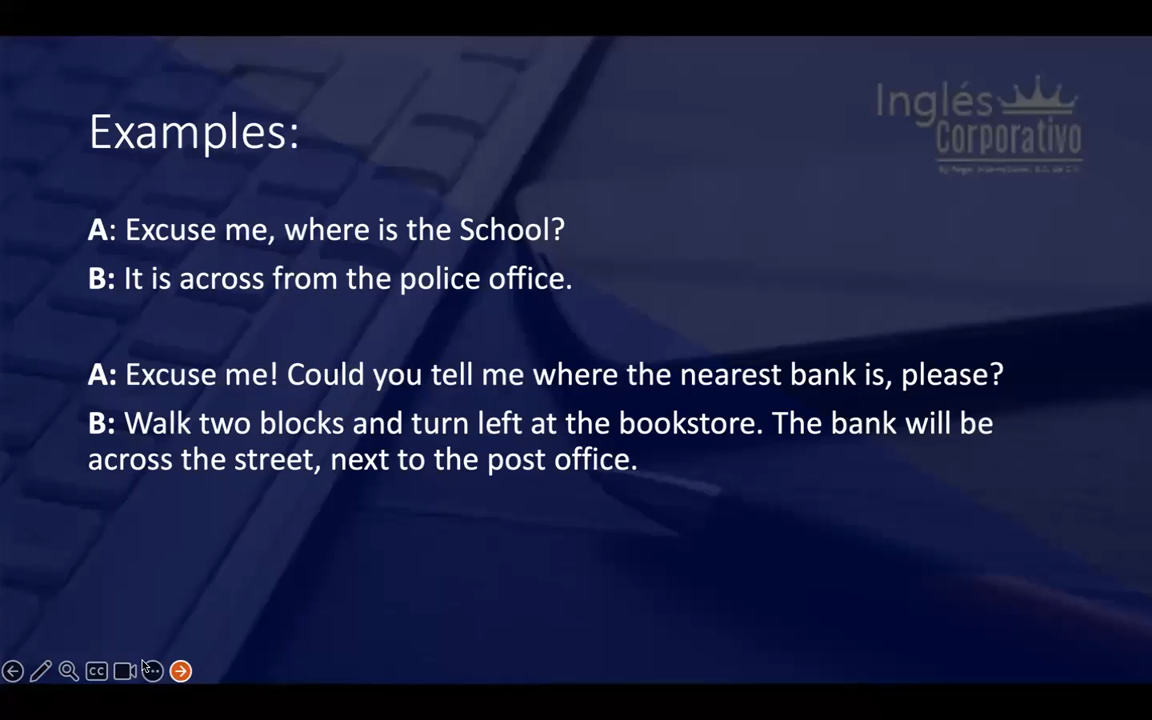 Inglés
Corporativo
Examples:
A: Excuse me, where is the School?
B: It is across from the police office.
A: Excuse me! Could you tell me where the nearest bank is, please?
B: Walk two blocks and turn left at the bookstore. The bank will be
across the street, next to the post office.
CC